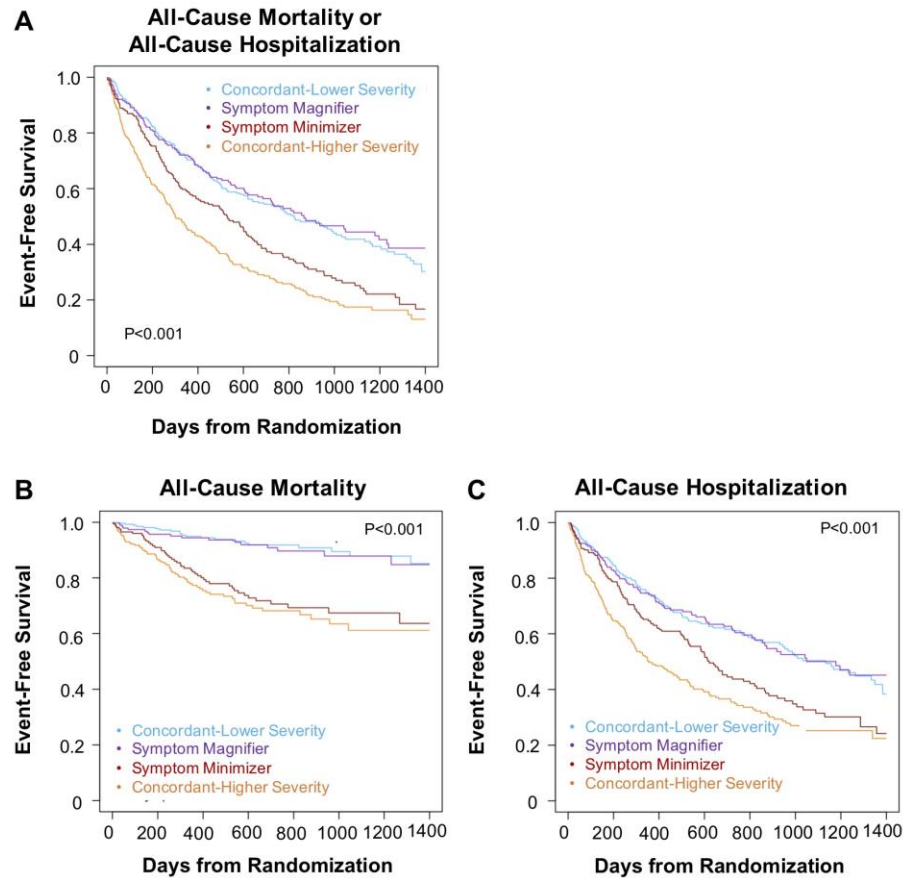 A
All-Cause Mortality or
All-Cause Hospitalization
Event-Free Survival
1.0
0.8
0.6
0.4
0.2
0
• Concordant-Lower Severity
• Symptom Magnifier
• Symptom Minimizer
• Concordant-Higher Severity
P<0.001
0 200 400 600 800 1000 1200 1400
Days from Randomization
B
All-Cause Mortality
Event-Free Survival
1.0
0.8
0.6
0.4
0.2
0
P<0.001
• Concordant-Lower Severity
• Symptom Magnifier
• Symptom Minimizer
• Concordant-Higher Severity
0 200 400 600 800 1000 1200 1400
Days from Randomization
C
All-Cause Hospitalization
Event-Free Survival
1.0
0.8
0.6
0.4
0.2
0
P<0.001
• Concordant-Lower Severity
• Symptom Magnifier
• Symptom Minimizer
• Concordant-Higher Severity
0 200 400 600 800 1000 1200 1400
Days from Randomization